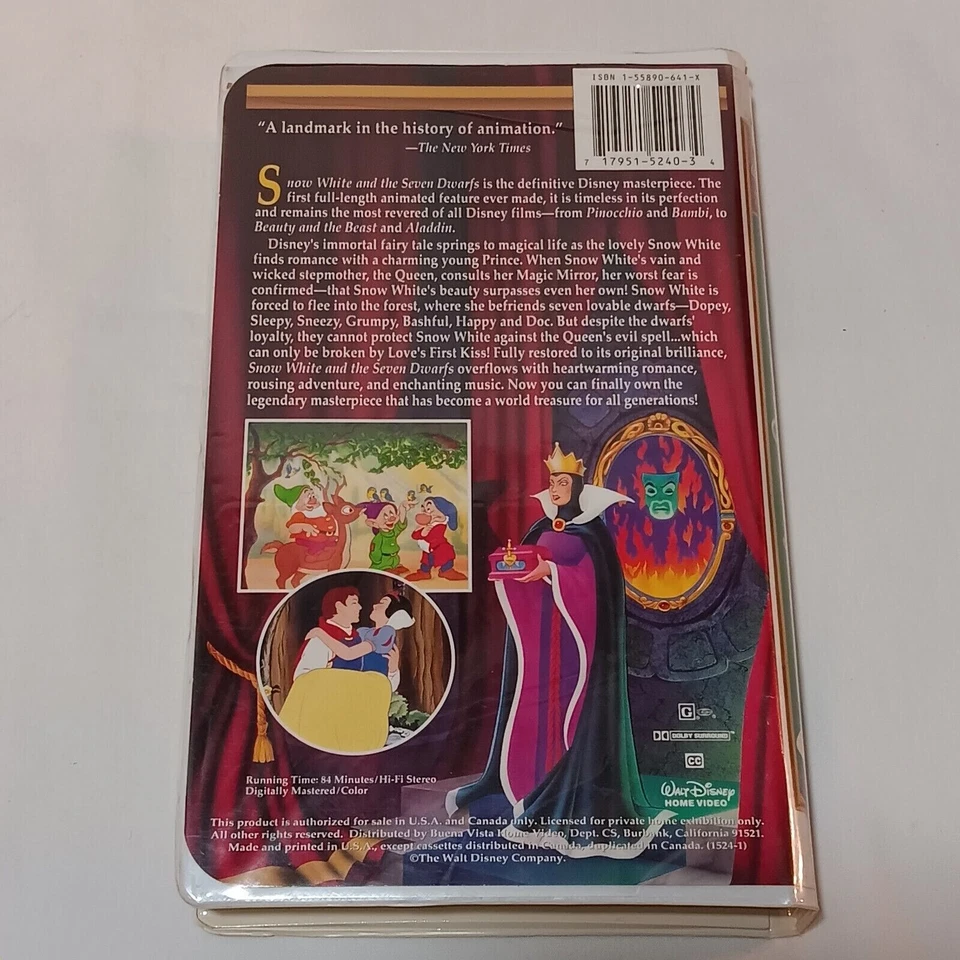 ISBN 1-55890-641-X
7 17951-5240-3 4
“A landmark in the history of animation.”
—The New York Times
Snow White and the Seven Dwarfs is the definitive Disney masterpiece. The
first full-length animated feature ever made, it is timeless in its perfection
and remains the most revered of all Disney films—from Pinocchio and Bambi, to
Beauty and the Beast and Aladdin.
Disney's immortal fairy tale springs to magical life as the lovely Snow White
finds romance with a charming young Prince. When Snow White's vain and
wicked stepmother, the Queen, consults her Magic Mirror, her worst fear is
confirmed—that Snow White's beauty surpasses even her own! Snow White is
forced to flee into the forest, where she befriends seven lovable dwarfs—Dopey,
Sleepy, Sneezy, Grumpy, Bashful, Happy and Doc. But despite the dwarfs'
loyalty, they cannot protect Snow White against the Queen's evil spell...which
can only be broken by Love's First Kiss! Fully restored to its original brilliance,
Snow White and the Seven Dwarfs overflows with heartwarming romance,
rousing adventure, and enchanting music. Now you can finally own the
legendary masterpiece that has become a world treasure for all generations!
G
DOLBY SURROUND
CC
Walt Disney
HOME VIDEO
Running Time: 84 Minutes/Hi-Fi Stereo
Digitally Mastered/Color
This product is authorized for sale in U.S.A. and Canada only. Licensed for private home exhibition only.
All other rights reserved. Distributed by Buena Vista Home Video, Dept. CS, Burbank, California 91521.
Made and printed in U.S.A., except cassettes distributed in Canada, duplicated in Canada. (1524-1)
©The Walt Disney Company.